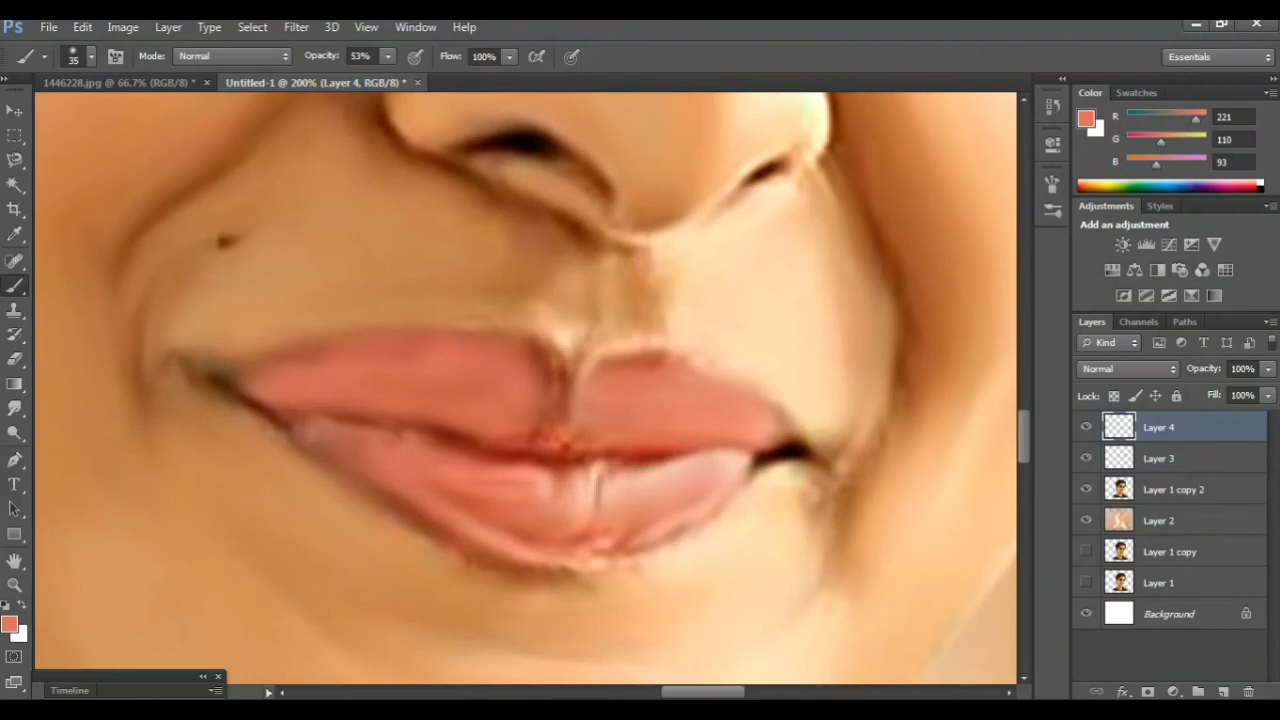 Ps File Edit Image Layer Type Select Filter 3D View Window Help
35 Mode: Normal Opacity: 53% Flow: 100% Essentials
1446228.jpg @ 66.7% (RGB/8) * × Untitled-1 @ 200% (Layer 4, RGB/8) * ×
Color Swatches
R 221
G 110
B 93
Adjustments Styles
Add an adjustment
Layers Channels Paths
Kind
Normal Opacity: 100%
Lock: Fill: 100%
Layer 4
Layer 3
Layer 1 copy 2
Layer 2
Layer 1 copy
Layer 1
Background
Timeline